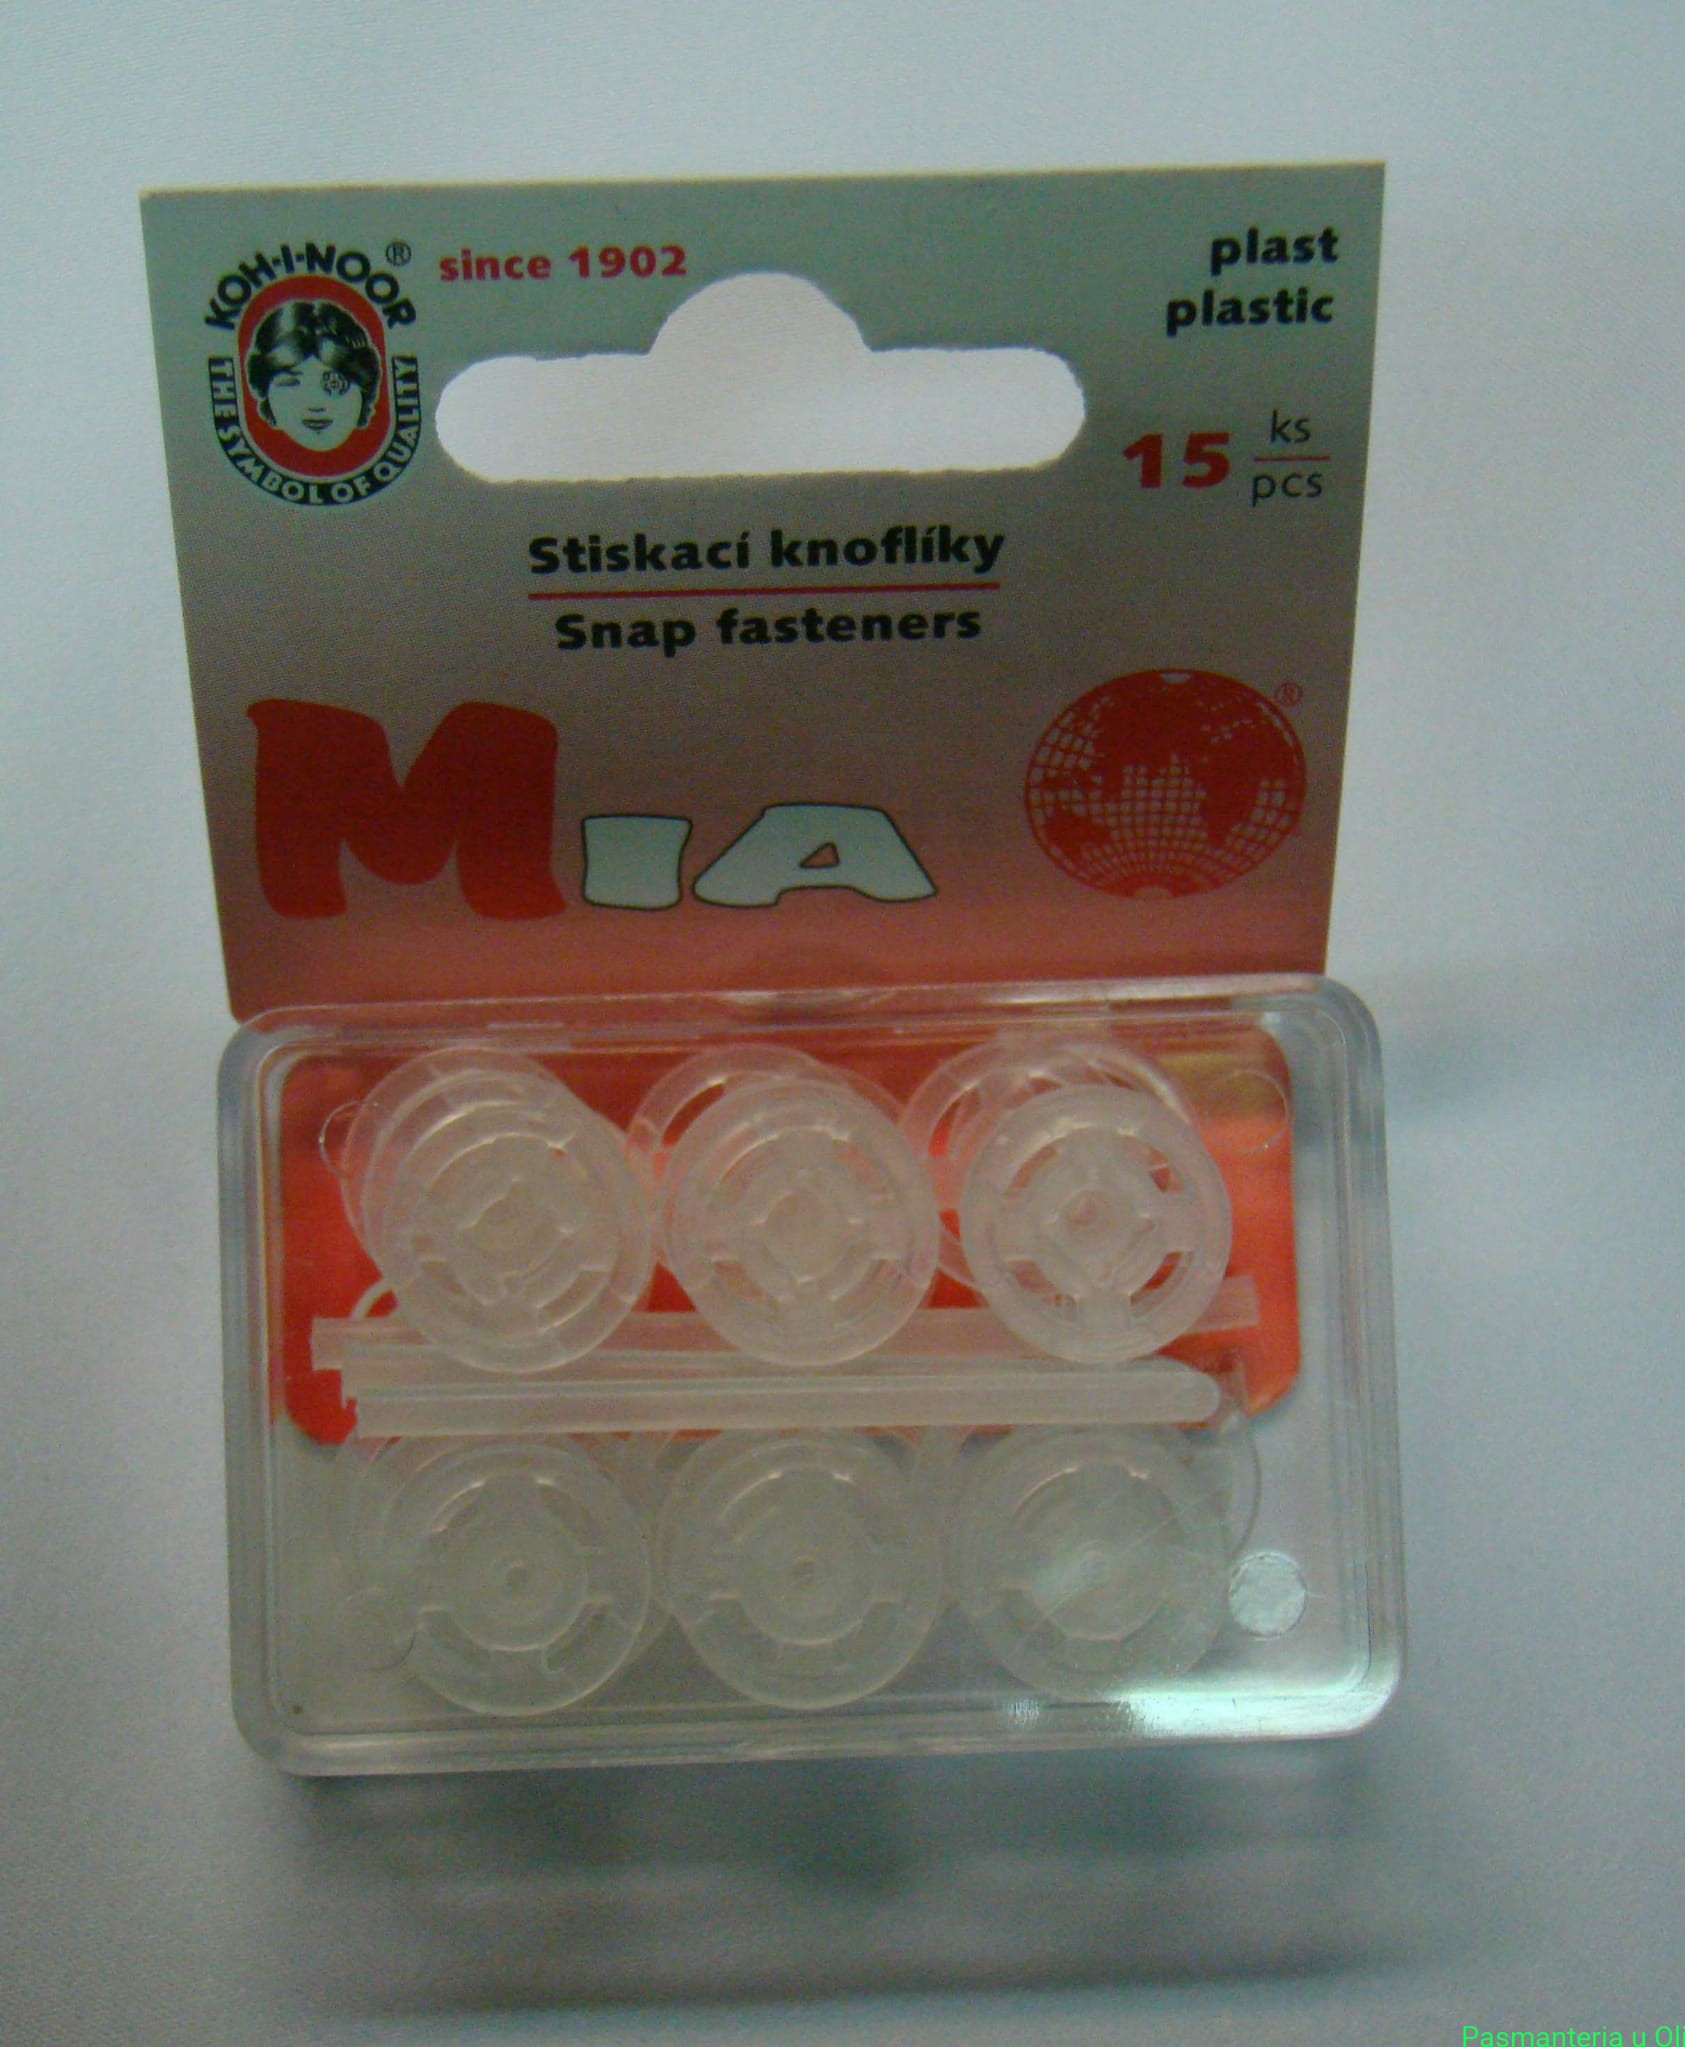 KOH-I-NOOR®
THE SYMBOL OF QUALITY
since 1902
plast
plastic
15 ks
pcs
Stiskací knoflíky
Snap fasteners
MIA
®
Pasmanteria u Oli